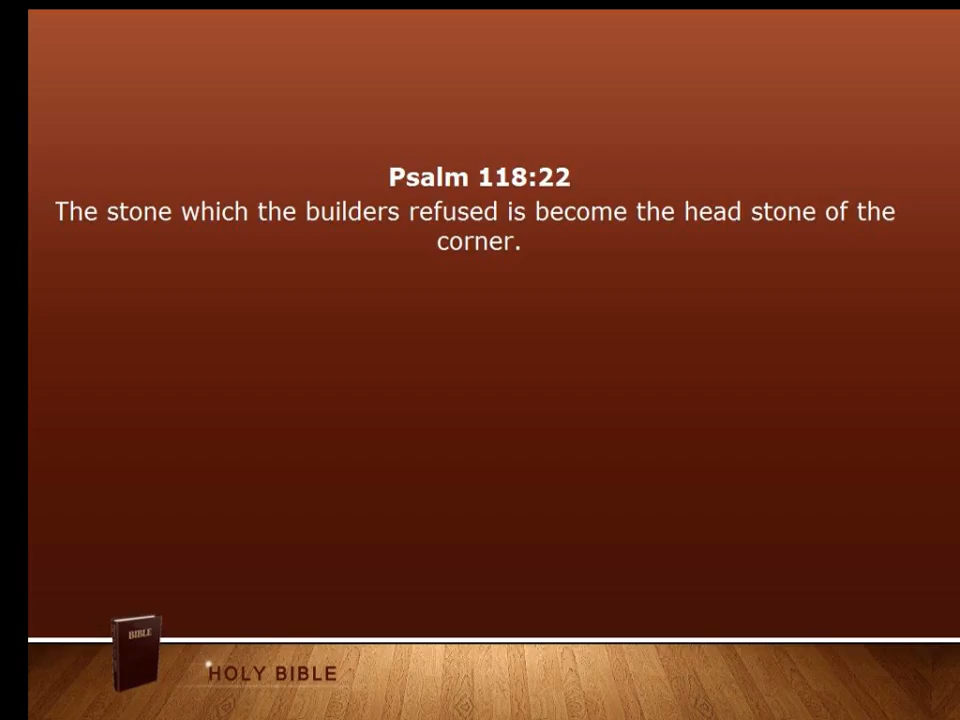 Psalm 118:22
The stone which the builders refused is become the head stone of the
corner.
BIBLE
HOLY BIBLE